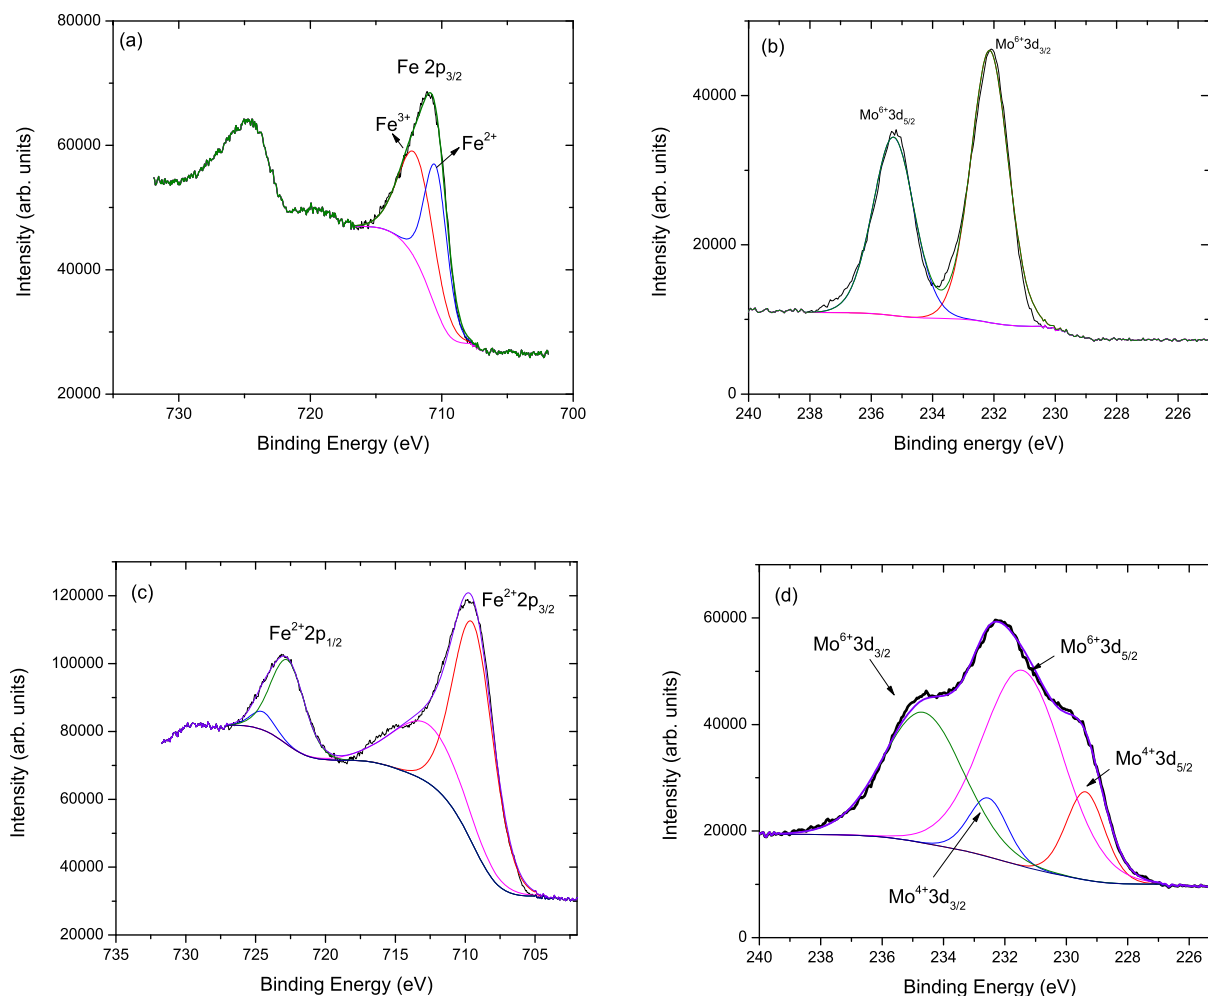 (a)
Fe 2p3/2
Fe3+
Fe2+
80000
60000
40000
20000
Intensity (arb. units)
730
720
710
700
Binding Energy (eV)
(b)
Mo6+3d3/2
Mo6+3d5/2
40000
20000
0
Intensity (arb. units)
240
238
236
234
232
230
228
226
Binding energy (eV)
(c)
Fe2+2p3/2
Fe2+2p1/2
120000
100000
80000
60000
40000
20000
Intensity (arb. units)
735
730
725
720
715
710
705
Binding Energy (eV)
(d)
Mo6+3d3/2
Mo6+3d5/2
Mo4+3d5/2
Mo4+3d3/2
60000
40000
20000
0
Intensity (arb. units)
240
238
236
234
232
230
228
226
Binding Energy (eV)